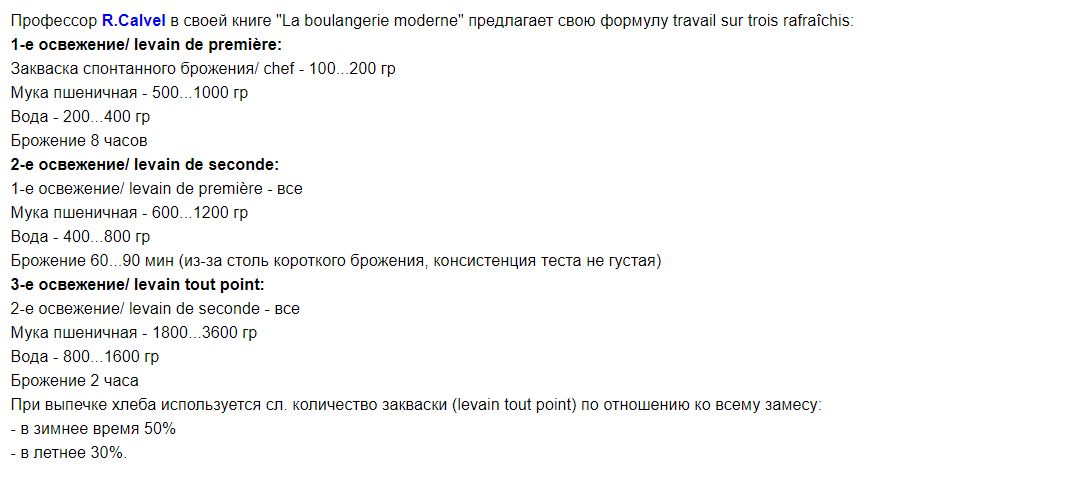 Профессор R.Calvel в своей книге "La boulangerie moderne" предлагает свою формулу travail sur trois rafraîchis:
1-е освежение/ levain de première:
Закваска спонтанного брожения/ chef - 100...200 гр
Мука пшеничная - 500...1000 гр
Вода - 200...400 гр
Брожение 8 часов
2-е освежение/ levain de seconde:
1-е освежение/ levain de première - все
Мука пшеничная - 600...1200 гр
Вода - 400...800 гр
Брожение 60...90 мин (из-за столь короткого брожения, консистенция теста не густая)
3-е освежение/ levain tout point:
2-е освежение/ levain de seconde - все
Мука пшеничная - 1800...3600 гр
Вода - 800...1600 гр
Брожение 2 часа
При выпечке хлеба используется сл. количество закваски (levain tout point) по отношению ко всему замесу:
- в зимнее время 50%
- в летнее 30%.